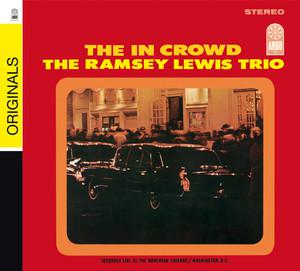 STEREO
ARGO
THE IN CROWD
THE RAMSEY LEWIS TRIO
ORIGINALS
RECORDED LIVE AT THE BOHEMIAN CAVERNS/WASHINGTON, D.C.